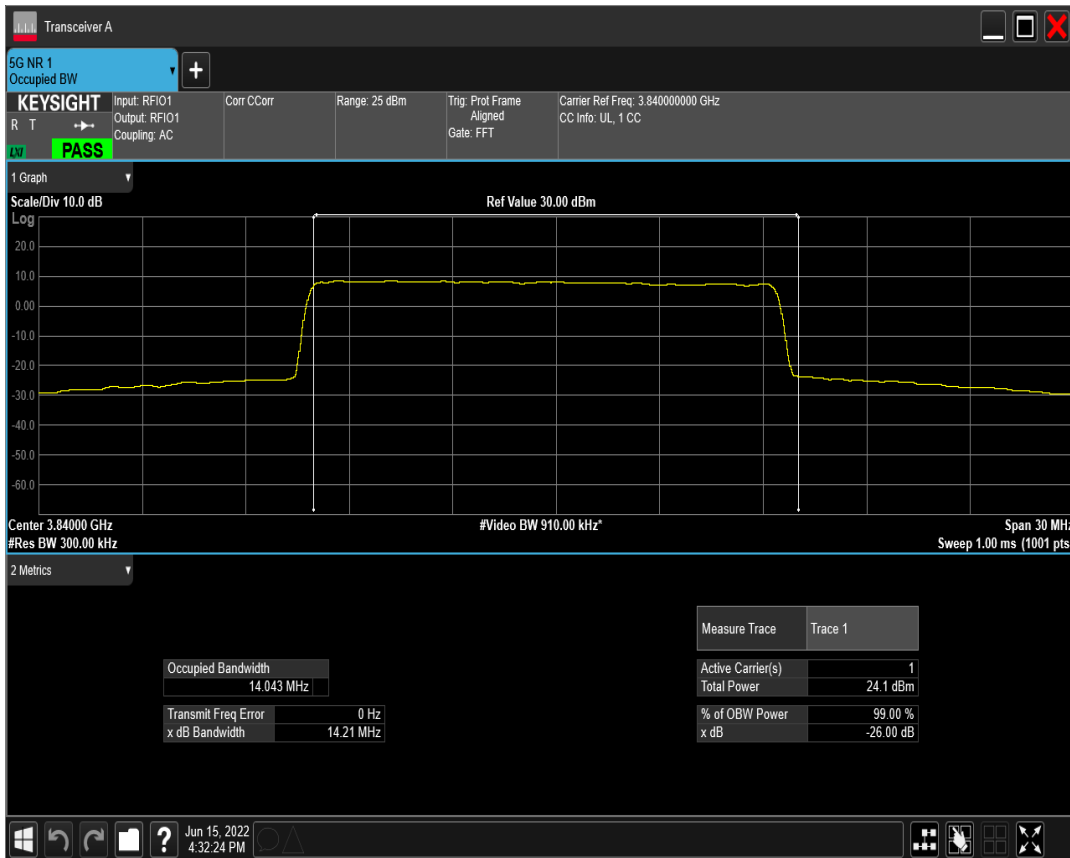 Transceiver A
5G NR 1
Occupied BW
KEYSIGHT
R T
LXI
PASS
Input: RFIO1
Output: RFIO1
Coupling: AC
Corr CCorr
Range: 25 dBm
Trig: Prot Frame
Aligned
Gate: FFT
Carrier Ref Freq: 3.840000000 GHz
CC Info: UL, 1 CC
1 Graph
Scale/Div 10.0 dB
Ref Value 30.00 dBm
Log
20.0
10.0
0.00
-10.0
-20.0
-30.0
-40.0
-50.0
-60.0
Center 3.84000 GHz
#Video BW 910.00 kHz*
Span 30 MHz
#Res BW 300.00 kHz
Sweep 1.00 ms (1001 pts
2 Metrics
Measure Trace Trace 1
Occupied Bandwidth
14.043 MHz
Active Carrier(s) 1
Total Power 24.1 dBm
Transmit Freq Error 0 Hz
x dB Bandwidth 14.21 MHz
% of OBW Power 99.00 %
x dB -26.00 dB
?
Jun 15, 2022
4:32:24 PM